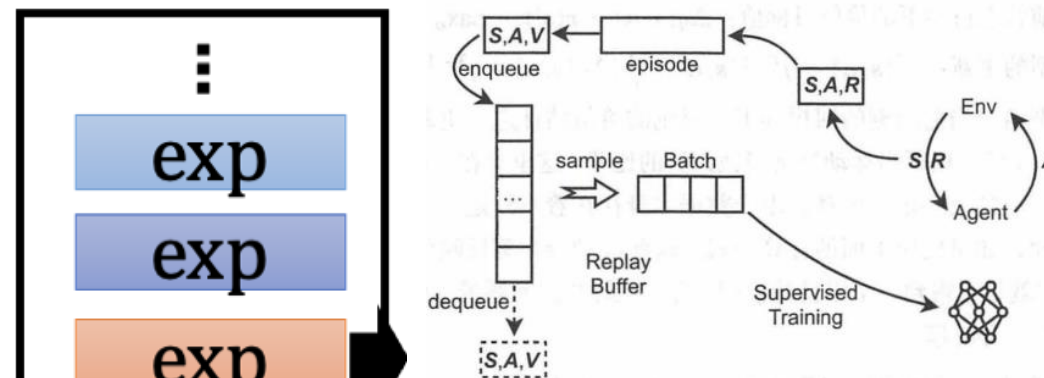 ⋮
exp
exp
exp
S,A,V
enqueue
episode
S,A,R
Env
S R
Agent
sample
Batch
...
Replay
Buffer
dequeue
S,A,V
Supervised
Training